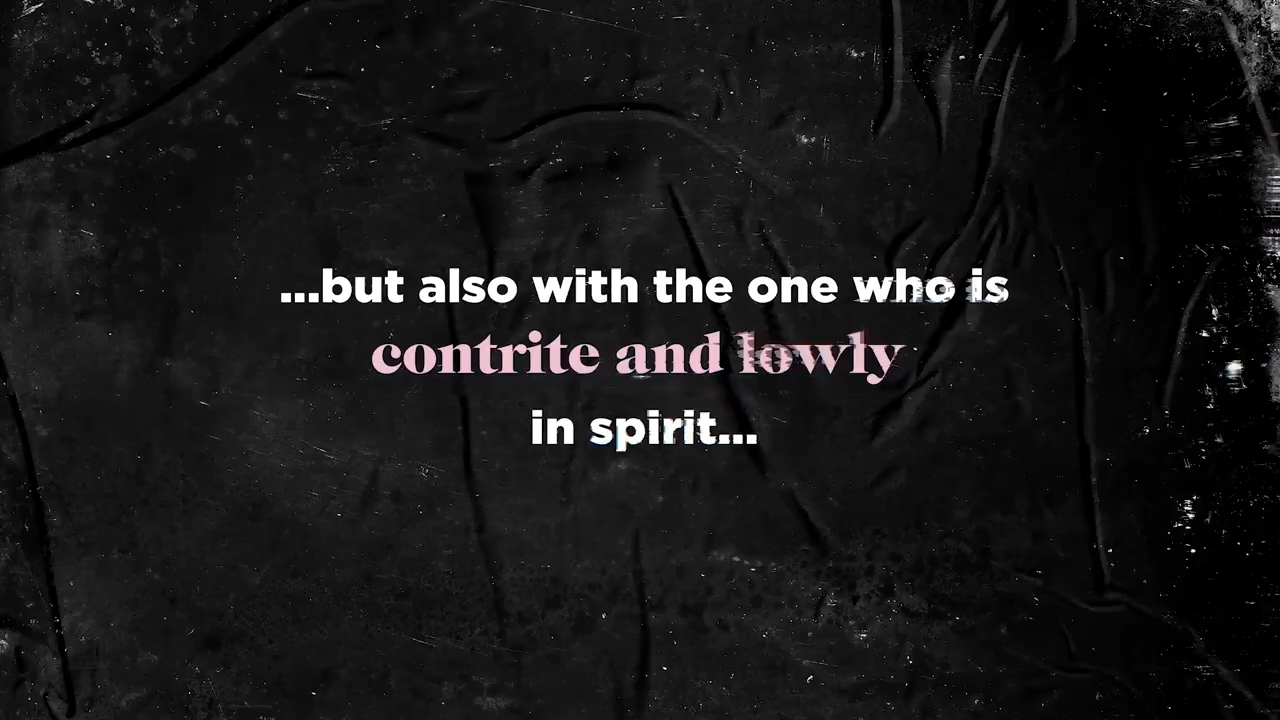 ...but also with the one who is
contrite and lowly
in spirit...